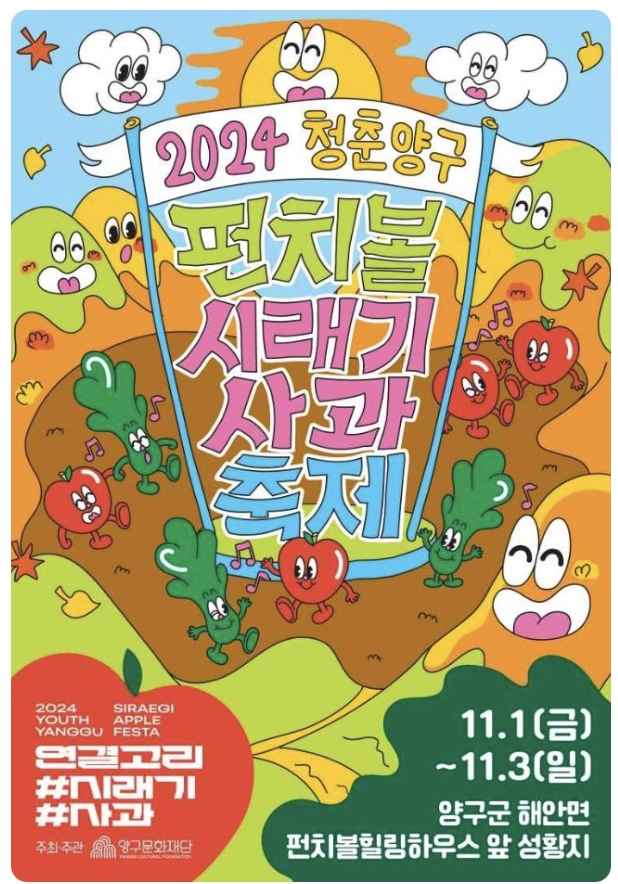 2024 청춘양구
펀치볼
시래기
사과
축제
2024 SIRAEGI
YOUTH APPLE
YANGGU FESTA
연결고리
#시래기
#사과
주최·주관 양구문화재단
YANGGU CULTURAL FOUNDATION
11.1(금)
~11.3(일)
양구군 해안면
펀치볼힐링하우스 앞 성황지